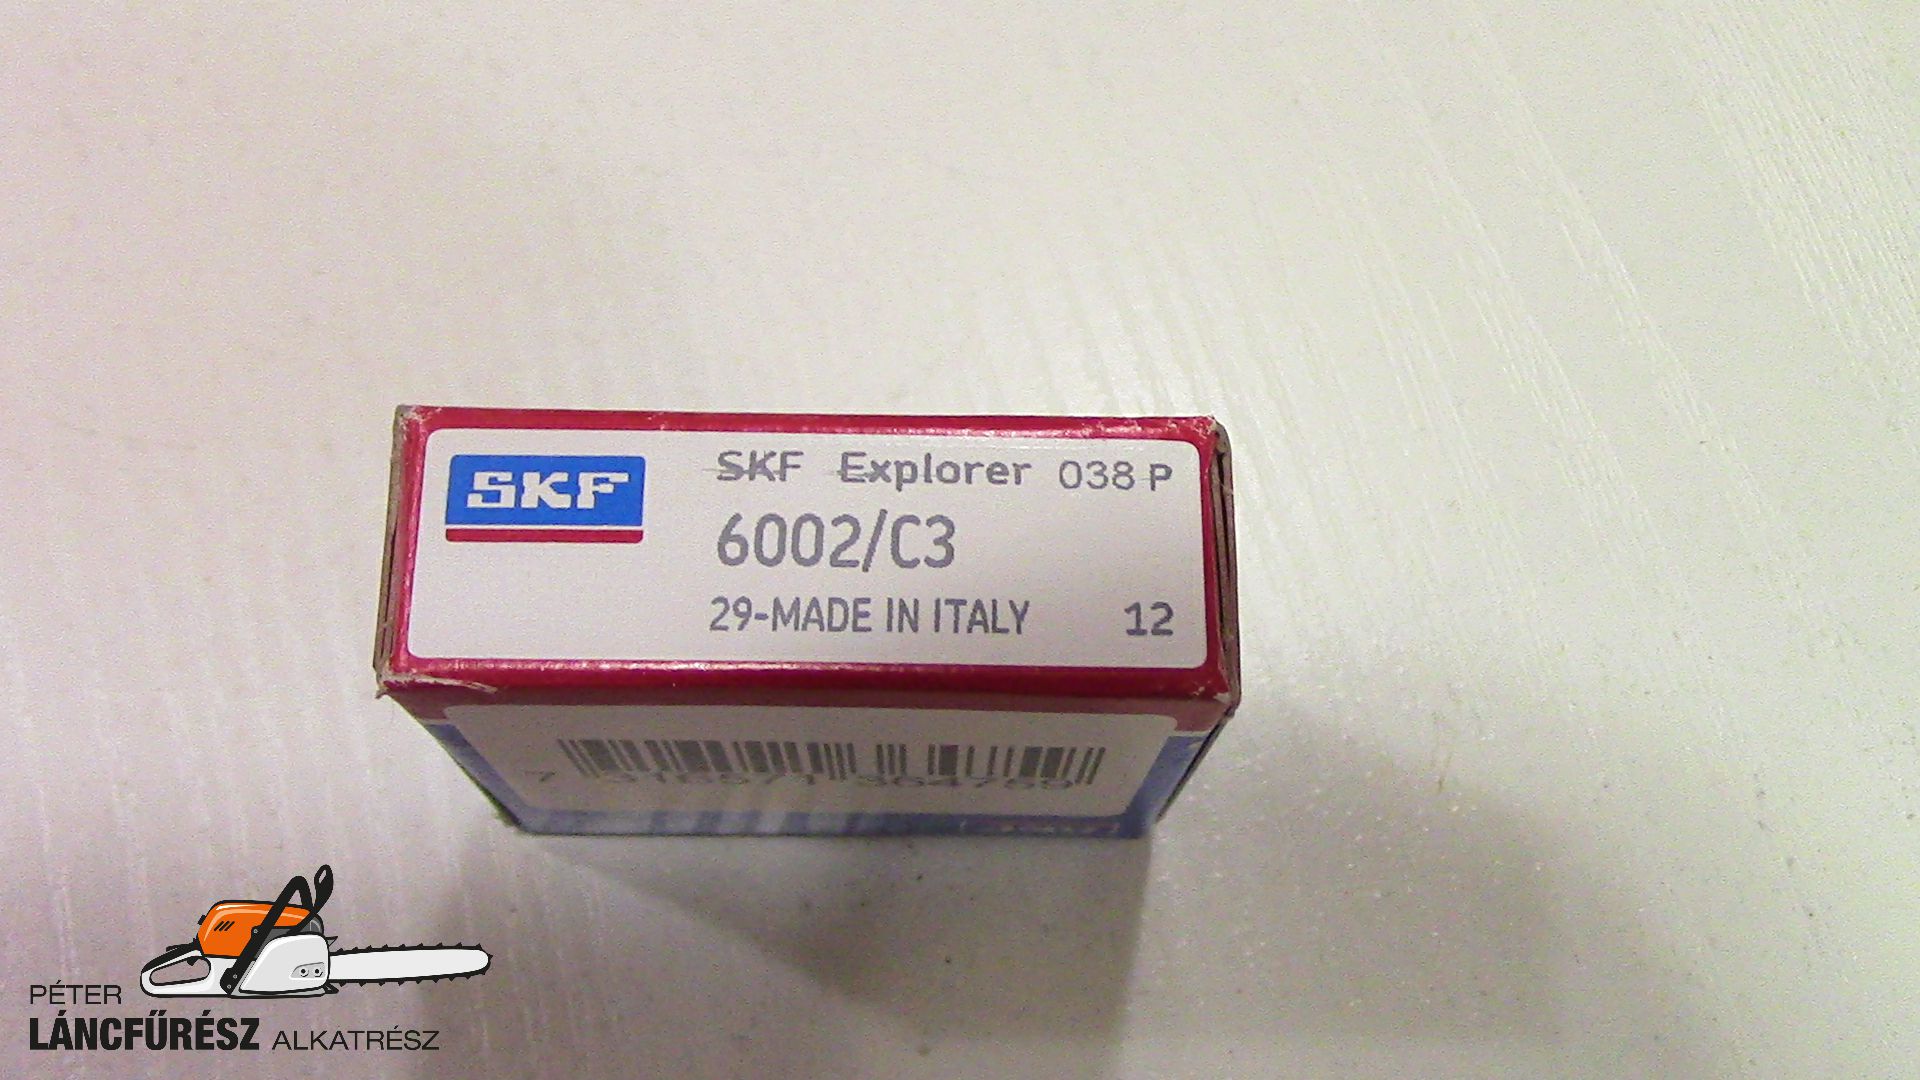 SKF
SKF Explorer 038 P
6002/C3
29-MADE IN ITALY 12
PÉTER
LÁNCFŰRÉSZ ALKATRÉSZ